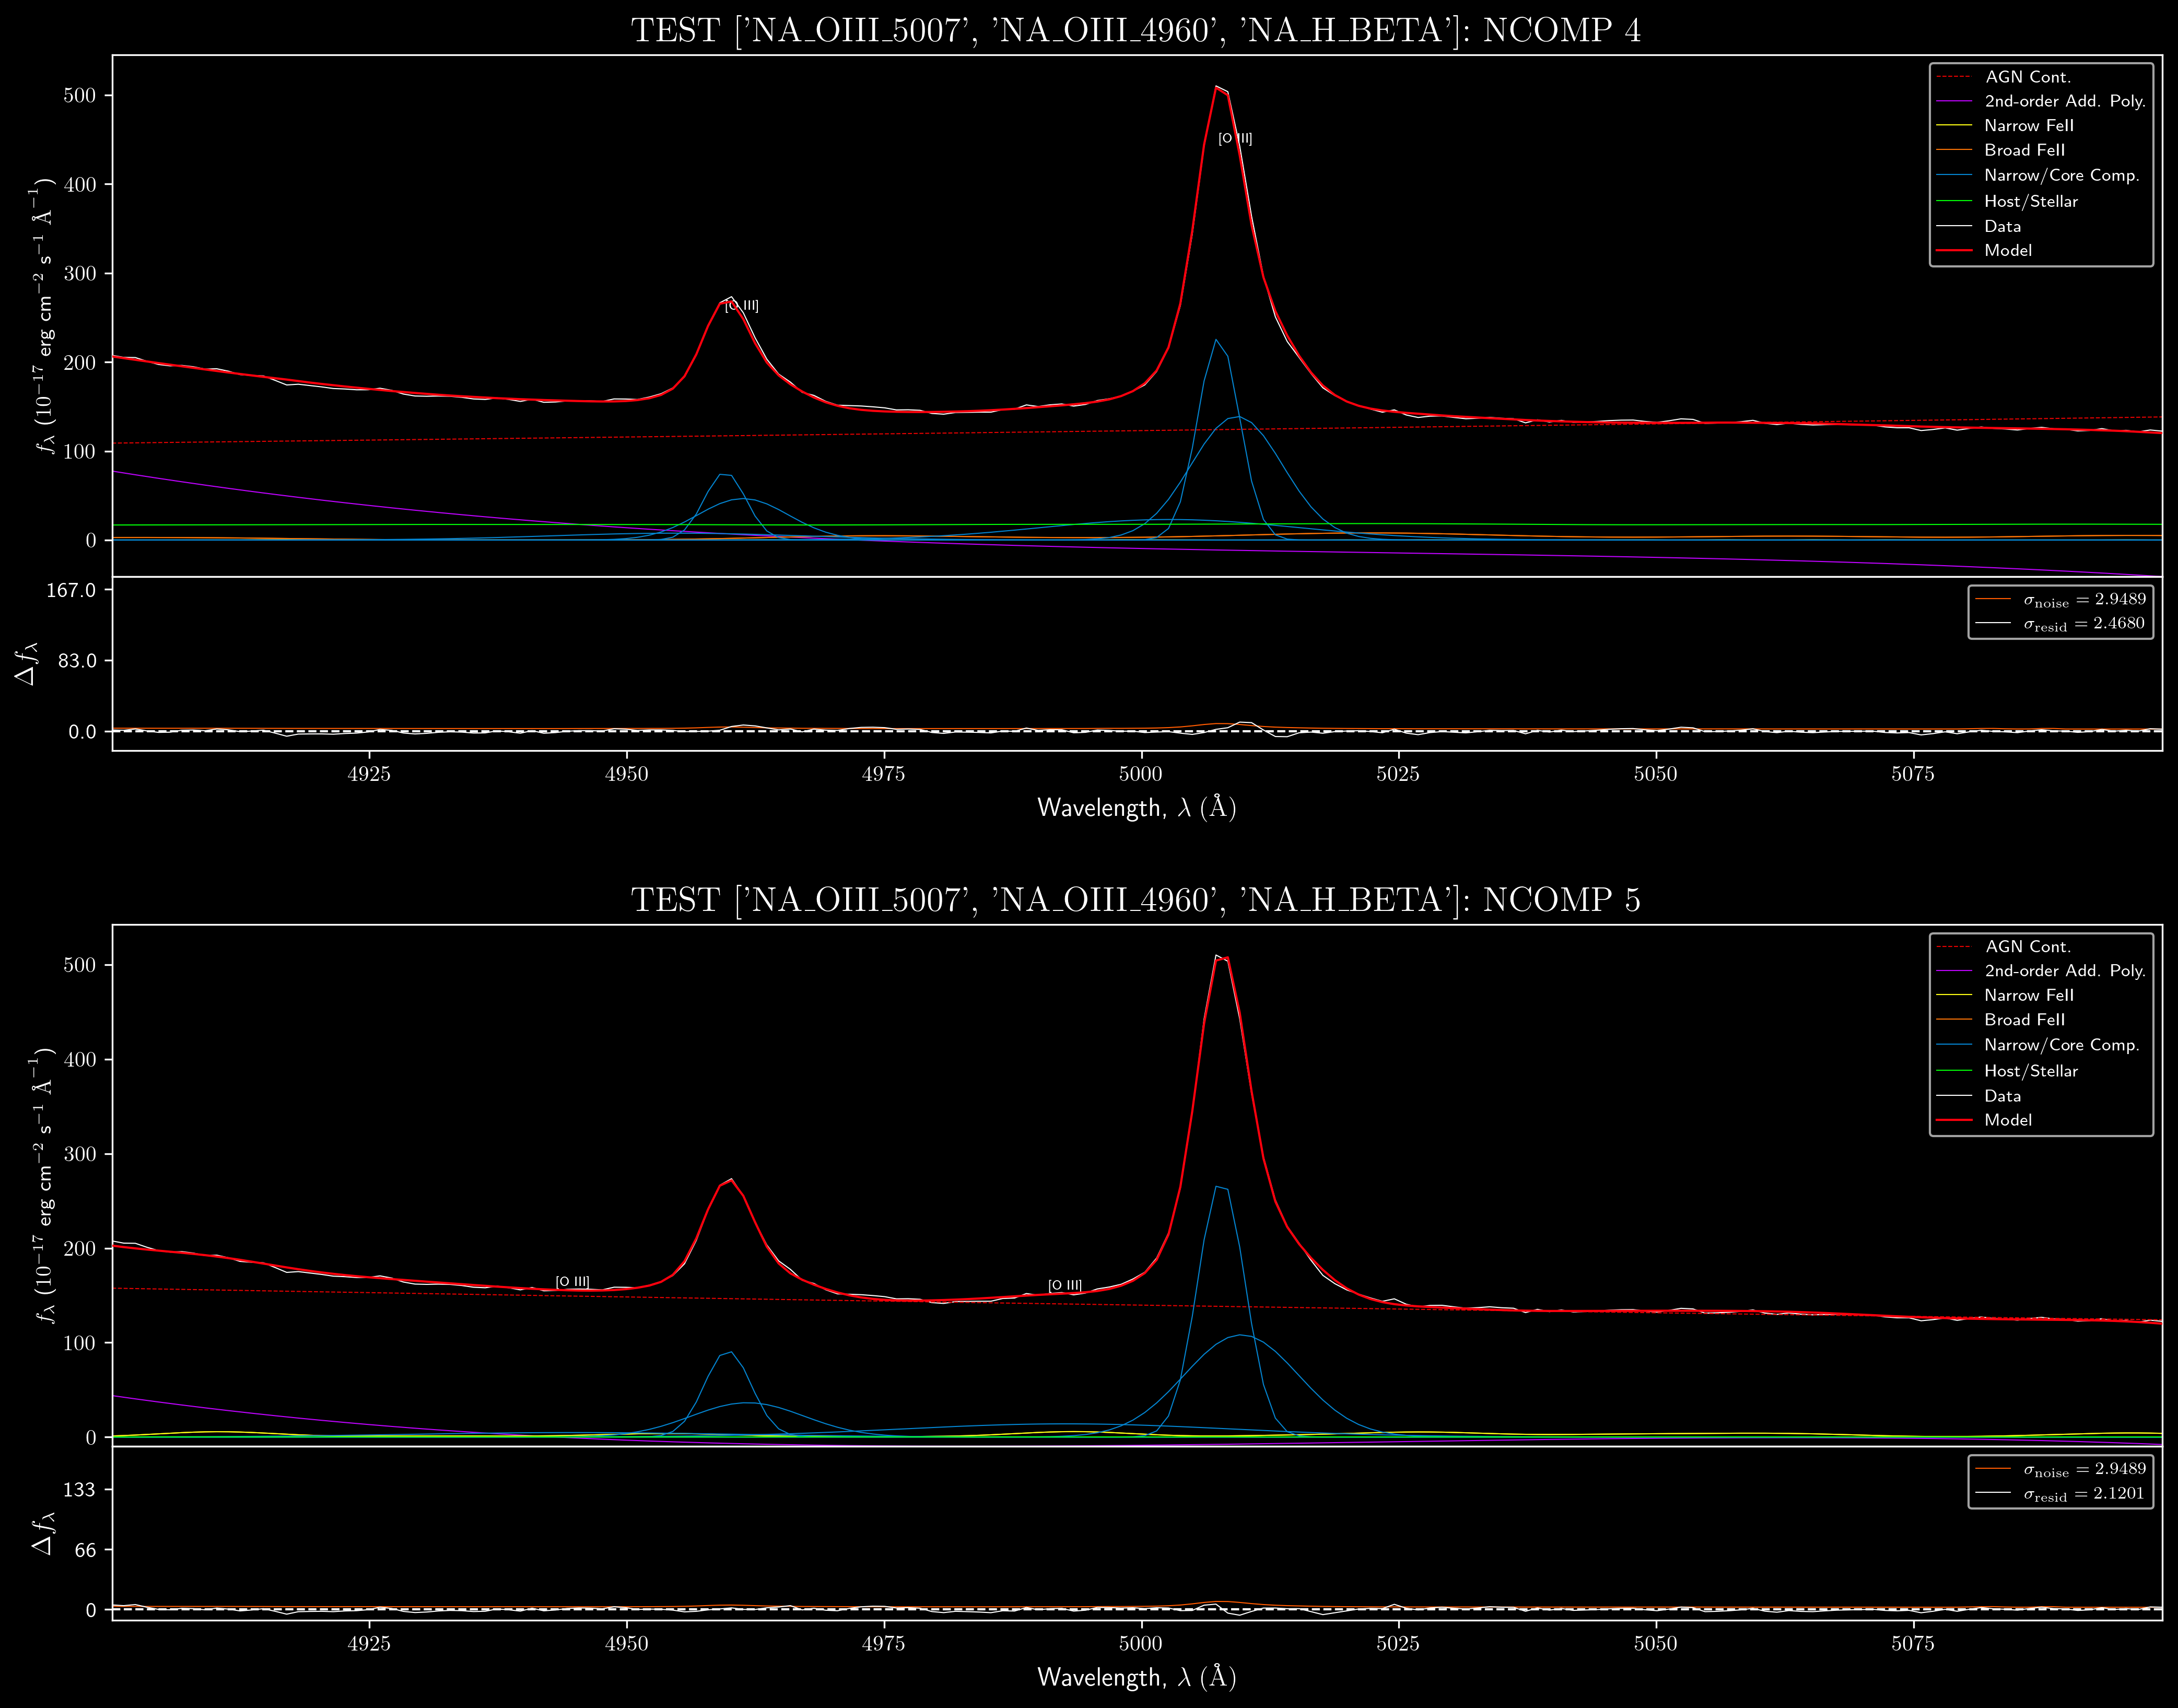 TEST ['NA_OIII_5007', 'NA_OIII_4960', 'NA_H_BETA']: NCOMP 4
500
400
300
200
100
0
fλ (10⁻¹⁷ erg cm⁻² s⁻¹ Å⁻¹)
[O III]
[O III]
AGN Cont.
2nd-order Add. Poly.
Narrow FeII
Broad FeII
Narrow/Core Comp.
Host/Stellar
Data
Model
167.0
83.0
0.0
Δfλ
σnoise = 2.9489
σresid = 2.4680
4925 4950 4975 5000 5025 5050 5075
Wavelength, λ (Å)
TEST ['NA_OIII_5007', 'NA_OIII_4960', 'NA_H_BETA']: NCOMP 5
500
400
300
200
100
0
fλ (10⁻¹⁷ erg cm⁻² s⁻¹ Å⁻¹)
[O III]
[O III]
AGN Cont.
2nd-order Add. Poly.
Narrow FeII
Broad FeII
Narrow/Core Comp.
Host/Stellar
Data
Model
133
66
0
Δfλ
σnoise = 2.9489
σresid = 2.1201
4925 4950 4975 5000 5025 5050 5075
Wavelength, λ (Å)